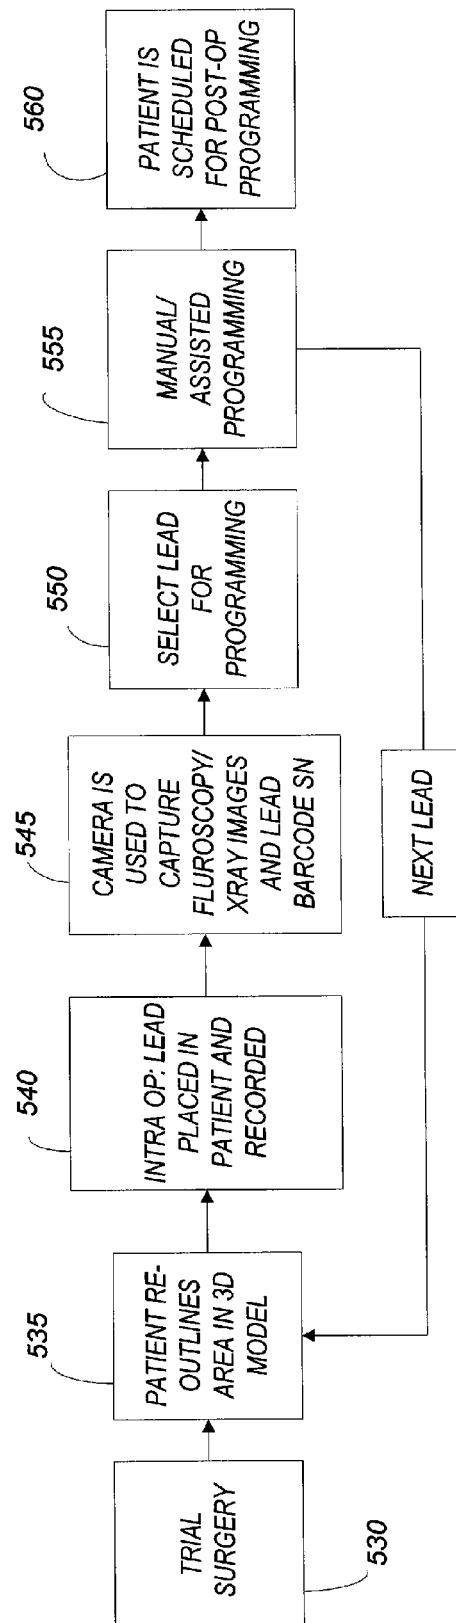 TRIAL
SURGERY
530
535
PATIENT RE-
OUTLINES
AREA IN 3D
MODEL
540
INTRA OP: LEAD
PLACED IN
PATIENT AND
RECORDED
545
CAMERA IS
USED TO
CAPTURE
FLUROSCOPY/
XRAY IMAGES
AND LEAD
BARCODE SN
550
SELECT LEAD
FOR
PROGRAMMING
555
MANUAL/
ASSISTED
PROGRAMMING
560
PATIENT IS
SCHEDULED
FOR POST-OP
PROGRAMMING
NEXT LEAD